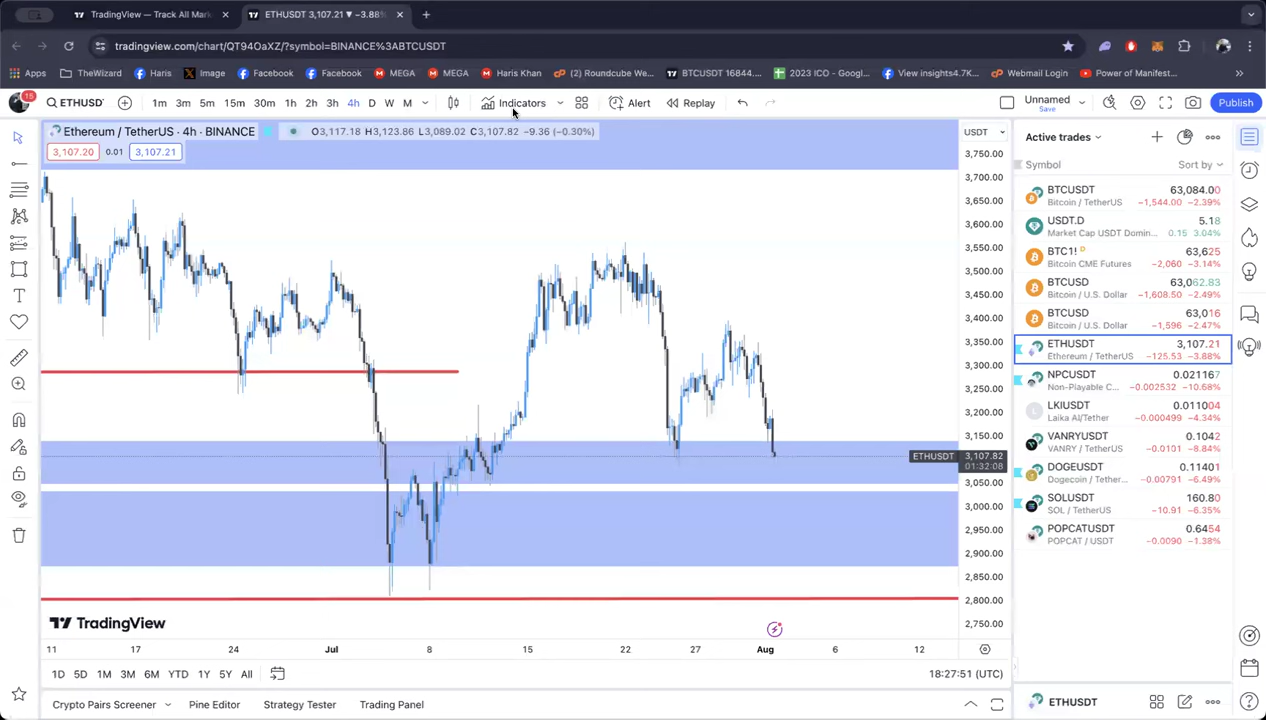 TradingView — Track All Mark
ETHUSDT 3,107.21 ▼ −3.88%
tradingview.com/chart/QT94OaXZ/?symbol=BINANCE%3ABTCUSDT
Apps TheWizard Haris Image Facebook Facebook MEGA MEGA Haris Khan (2) Roundcube We... BTCUSDT 16844.... 2023 ICO - Googl... View insights4.7K... Webmail Login Power of Manifest... »
15 ETHUSD 1m 3m 5m 15m 30m 1h 2h 3h 4h D W M Indicators Alert Replay Unnamed Save Publish
Ethereum / TetherUS · 4h · BINANCE O3,117.18 H3,123.86 L3,089.02 C3,107.82 −9.36 (−0.30%) USDT
3,107.20 0.01 3,107.21
3,750.00
3,700.00
3,650.00
3,600.00
3,550.00
3,500.00
3,450.00
3,400.00
3,350.00
3,300.00
3,250.00
3,200.00
3,150.00
ETHUSDT 3,107.82
01:32:08
3,050.00
3,000.00
2,950.00
2,900.00
2,850.00
2,800.00
2,750.00
TradingView
11 17 24 Jul 8 15 22 27 Aug 6 12
1D 5D 1M 3M 6M YTD 1Y 5Y All 18:27:51 (UTC)
Crypto Pairs Screener Pine Editor Strategy Tester Trading Panel
Active trades
Symbol Sort by
BTCUSDT 63,084.00
Bitcoin / TetherUS −1,544.00 −2.39%
USDT.D 5.18
Market Cap USDT Domin... 0.15 3.04%
BTC1! D 63,625
Bitcoin CME Futures −2,060 −3.14%
BTCUSD 63,062.83
Bitcoin / U.S. Dollar −1,608.50 −2.49%
BTCUSD 63,016
Bitcoin / U.S. Dollar −1,596 −2.47%
ETHUSDT 3,107.21
Ethereum / TetherUS −125.53 −3.88%
NPCUSDT 0.021167
Non-Playable C... −0.002532 −10.68%
LKIUSDT 0.011004
Laika AI/Tether −0.000499 −4.34%
VANRYUSDT 0.1042
VANRY / TetherUS −0.0101 −8.84%
DOGEUSDT 0.11401
Dogecoin / Tether... −0.00791 −6.49%
SOLUSDT 160.80
SOL / TetherUS −10.91 −6.35%
POPCATUSDT 0.6454
POPCAT / USDT −0.0090 −1.38%
ETHUSDT